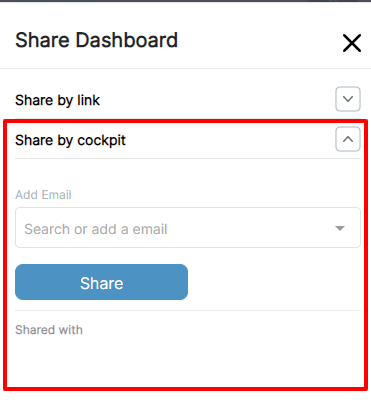 Share Dashboard
Share by link
Share by cockpit
Add Email
Search or add a email
Share
Shared with